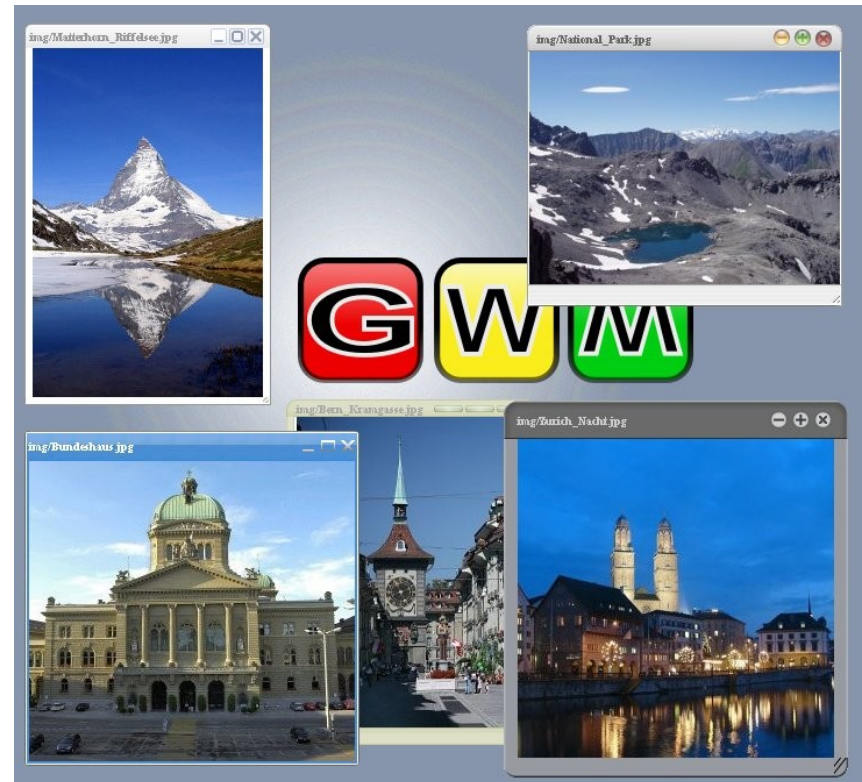 img/Matterhorn_Riffelsee.jpg
img/National_Park.jpg
GWM
img/Bern_Kramgasse.jpg
img/Zurich_Nacht.jpg
img/Bundeshaus.jpg